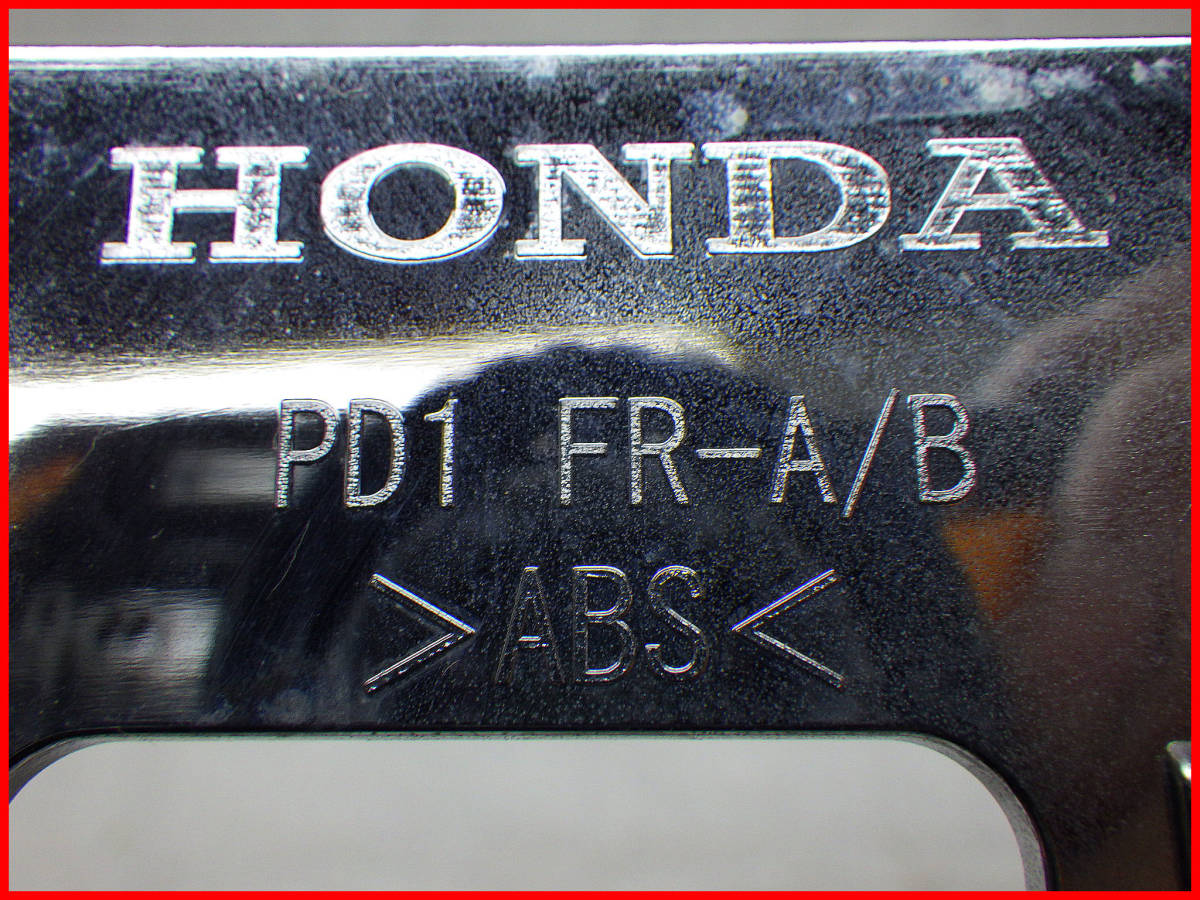 HONDA
PD1 FR-A/B
>ABS<